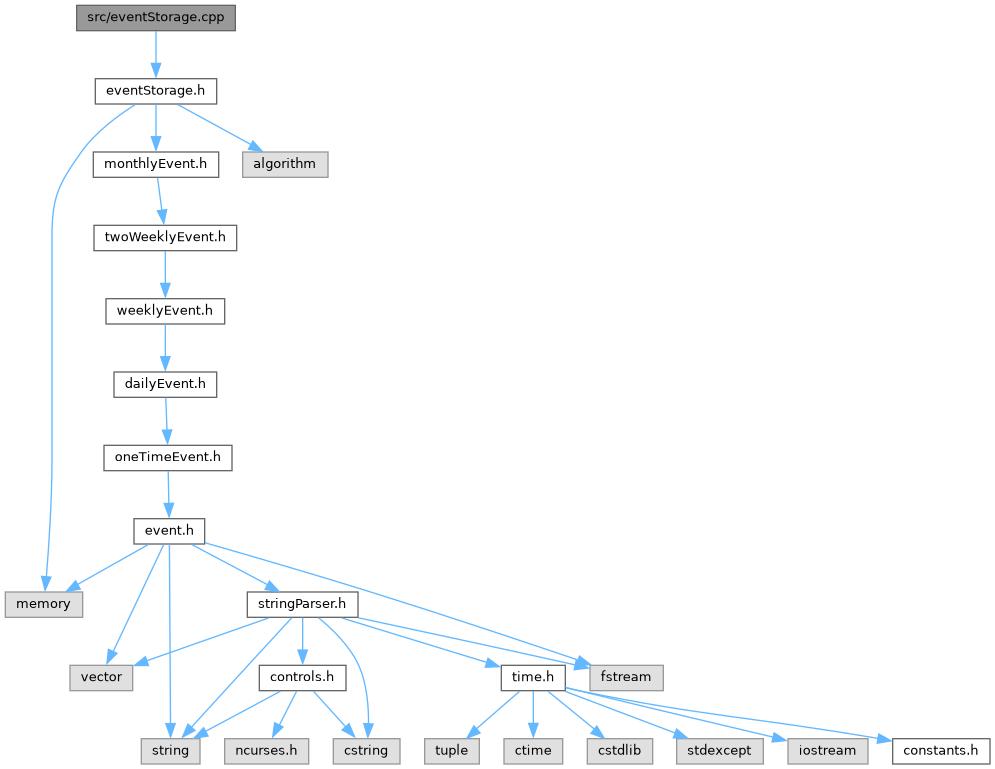 src/eventStorage.cpp
eventStorage.h
monthlyEvent.h
algorithm
twoWeeklyEvent.h
weeklyEvent.h
dailyEvent.h
oneTimeEvent.h
event.h
memory
stringParser.h
vector
controls.h
time.h
fstream
string
ncurses.h
cstring
tuple
ctime
cstdlib
stdexcept
iostream
constants.h